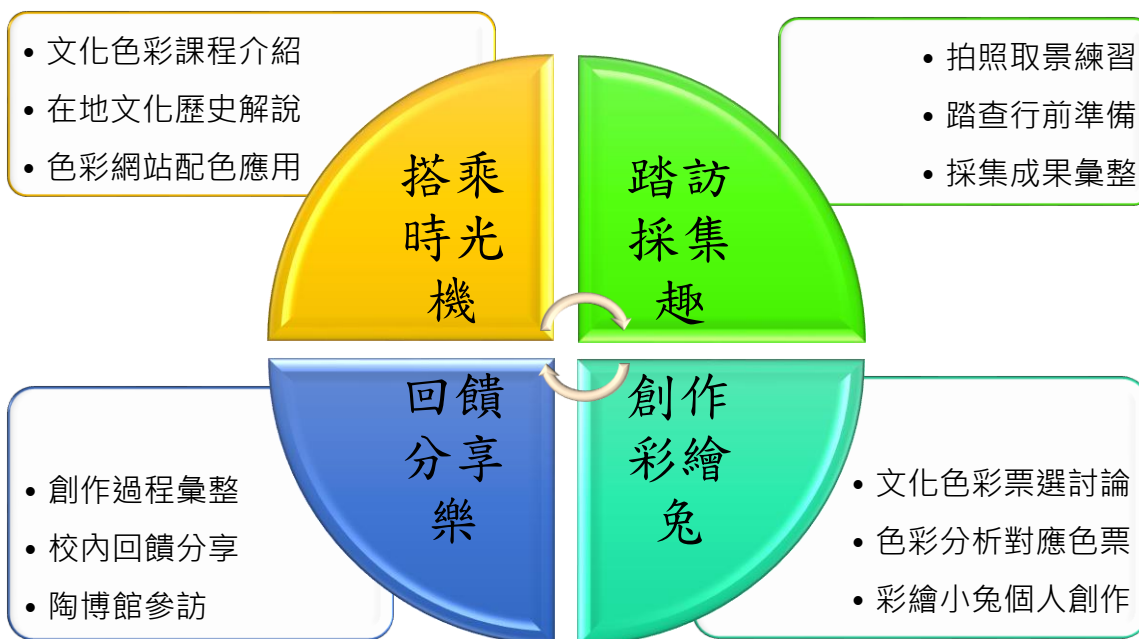 • 文化色彩課程介紹
• 在地文化歷史解說
• 色彩網站配色應用
搭乘
時光
機
• 拍照取景練習
• 踏查行前準備
• 採集成果彙整
踏訪
採集
趣
• 創作過程彙整
• 校內回饋分享
• 陶博館參訪
回饋
分享
樂
• 文化色彩票選討論
• 色彩分析對應色票
• 彩繪小兔個人創作
創作
彩繪
兔